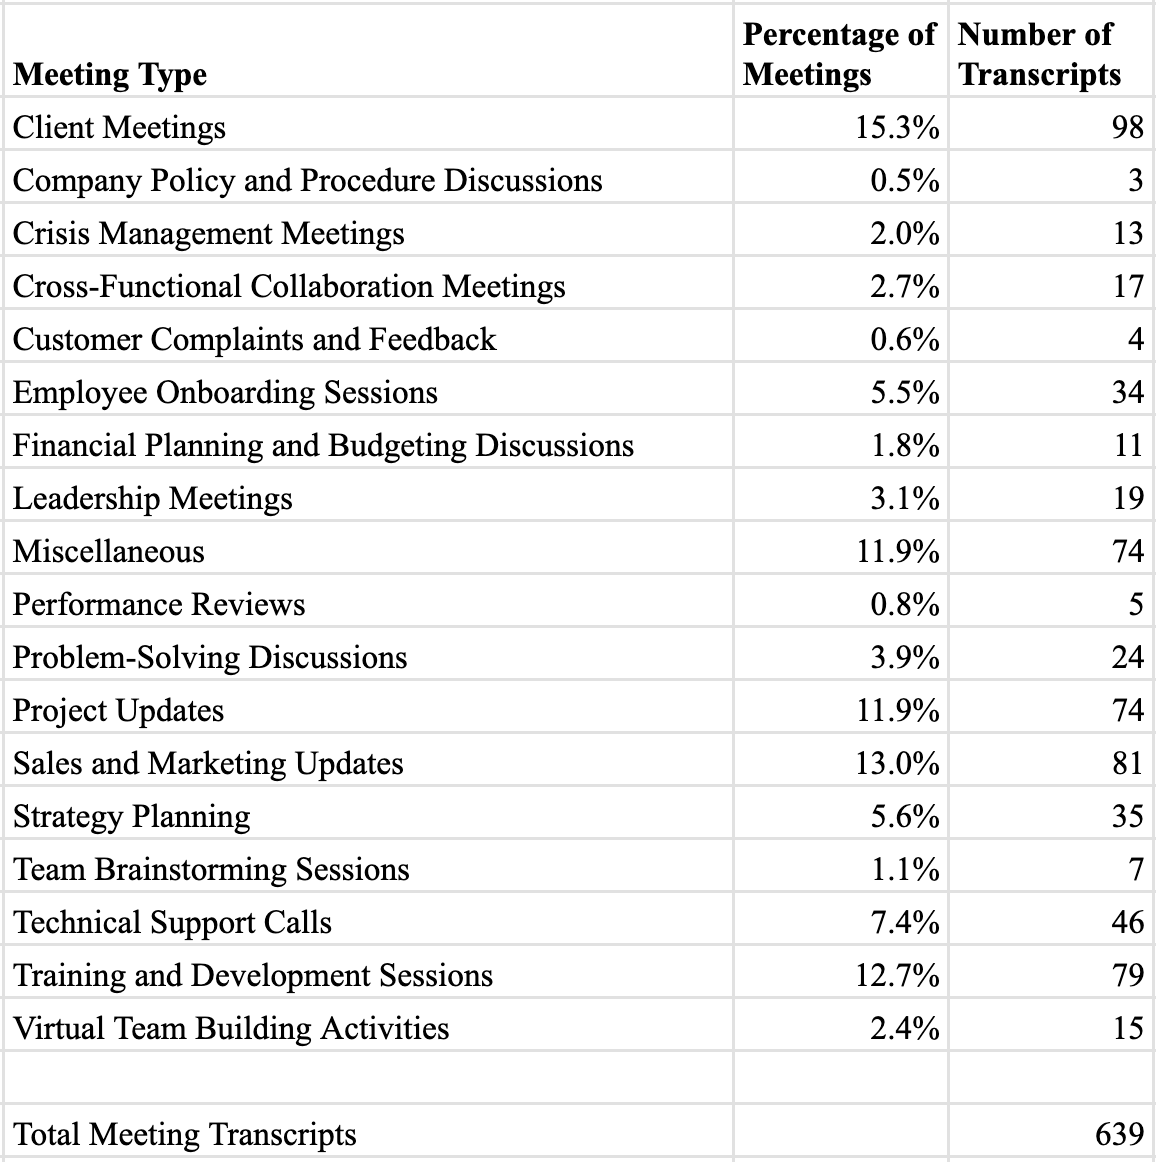 Meeting Type Percentage of Meetings Number of Transcripts
Client Meetings 15.3% 98
Company Policy and Procedure Discussions 0.5% 3
Crisis Management Meetings 2.0% 13
Cross-Functional Collaboration Meetings 2.7% 17
Customer Complaints and Feedback 0.6% 4
Employee Onboarding Sessions 5.5% 34
Financial Planning and Budgeting Discussions 1.8% 11
Leadership Meetings 3.1% 19
Miscellaneous 11.9% 74
Performance Reviews 0.8% 5
Problem-Solving Discussions 3.9% 24
Project Updates 11.9% 74
Sales and Marketing Updates 13.0% 81
Strategy Planning 5.6% 35
Team Brainstorming Sessions 1.1% 7
Technical Support Calls 7.4% 46
Training and Development Sessions 12.7% 79
Virtual Team Building Activities 2.4% 15
Total Meeting Transcripts 639